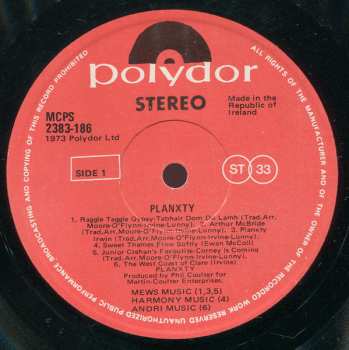 ALL RIGHTS OF THE MANUFACTURER AND OF THE OWNER OF THE RECORDED WORK RESERVED UNAUTHORISED PUBLIC PERFORMANCE BROADCASTING AND COPYING OF THIS RECORD PROHIBITED
polydor
STEREO
Made in the
Republic of
Ireland
MCPS
2383-186
1973 Polydor Ltd
SIDE 1
ST 33
PLANXTY
1. Raggle Taggle Gypsy-Tabhair Dom Do Lamh (Trad.Arr.
Moore-O'Flynn-Irvine-Lunny) 2. Arthur McBride
(Trad.Arr.Moore-O'Flynn-Irvine-Lunny) 3. Planxty
Irwin (Trad.Arr.Moore-O'Flynn-Irvine-Lunny)
4. Sweet Thames Flow Softly (Ewan McColl)
5. Junior Crehan's Favourite-Corney is Coming
(Trad.Arr.Moore-O'Flynn-Irvine-Lunny)
6. The West Coast of Clare (Irvine)
PLANXTY
Produced by Phil Coulter for
Martin-Coulter Enterprises.
MEWS MUSIC (1,3,5)
HARMONY MUSIC (4)
ANDRI MUSIC (6)